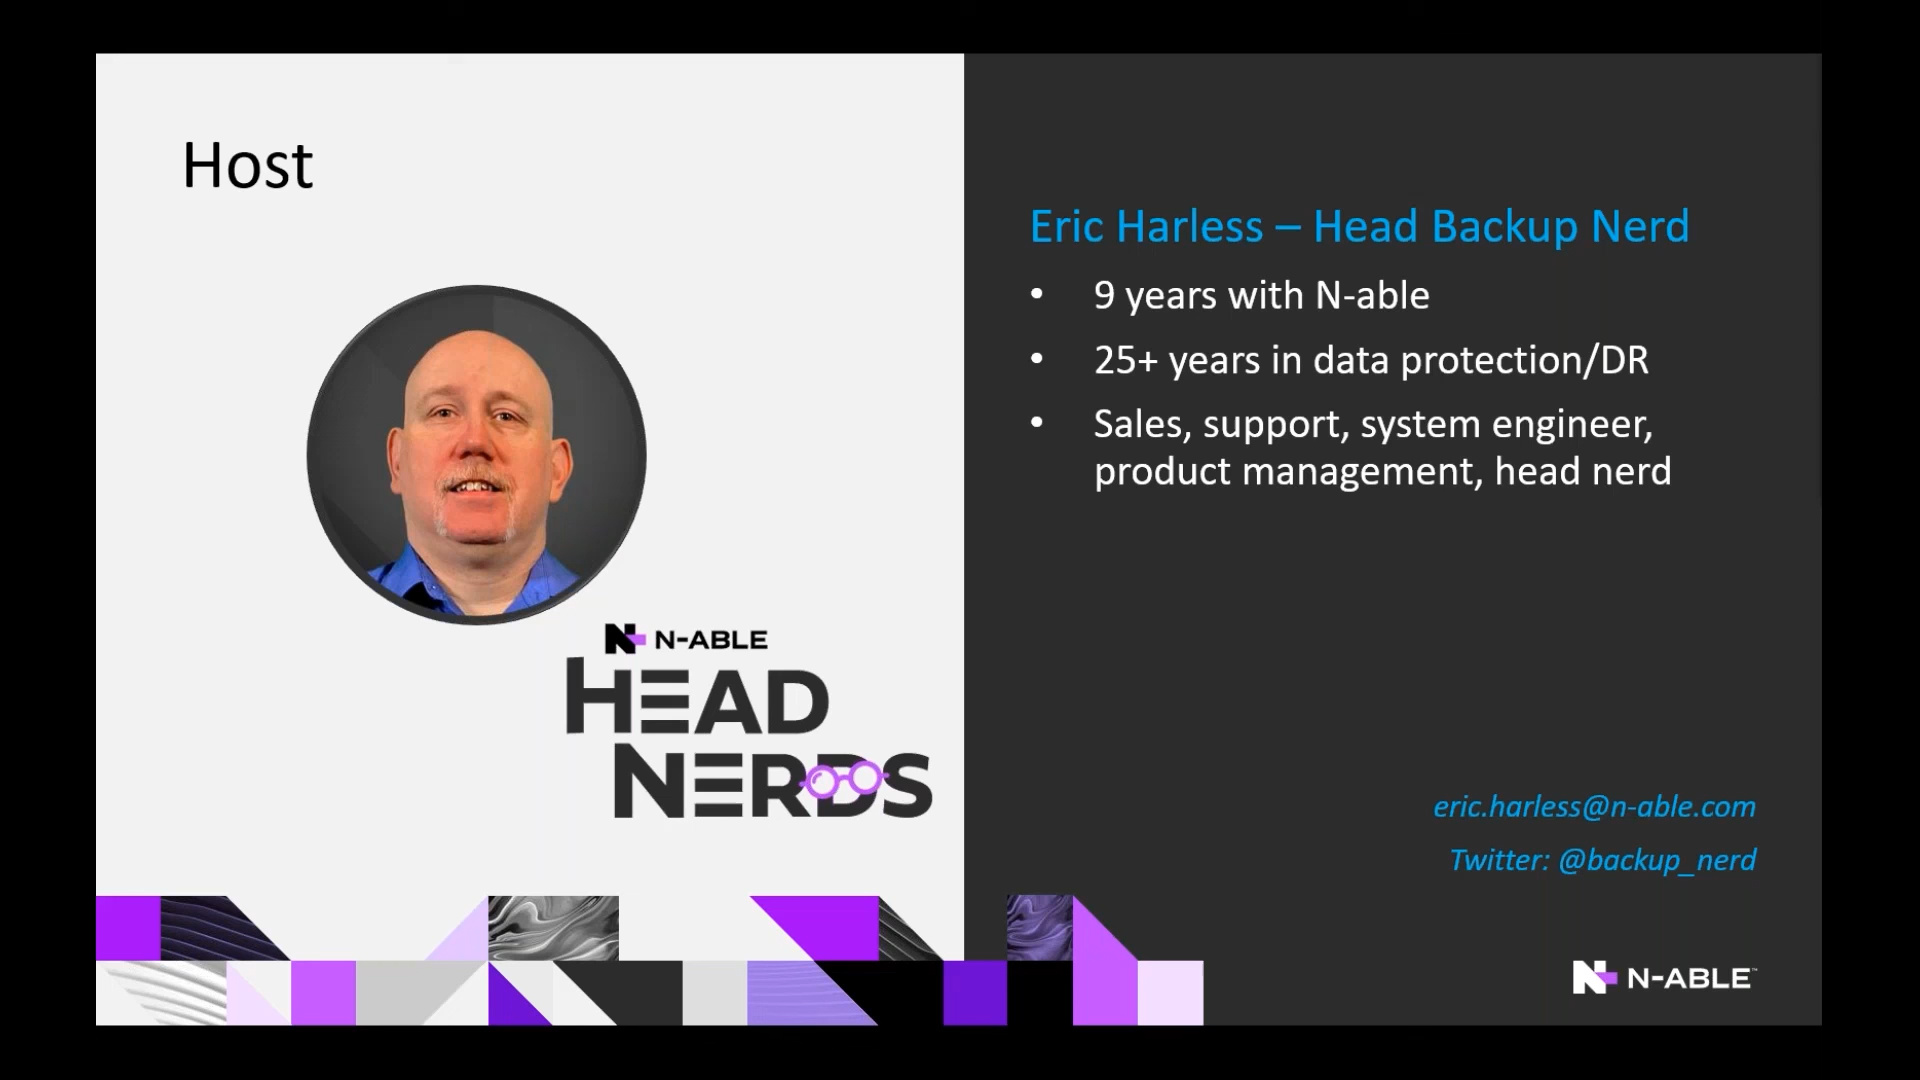 Host
N-ABLE
HEAD
NERDS
Eric Harless – Head Backup Nerd
• 9 years with N-able
• 25+ years in data protection/DR
• Sales, support, system engineer,
product management, head nerd
eric.harless@n-able.com
Twitter: @backup_nerd
N-ABLE™